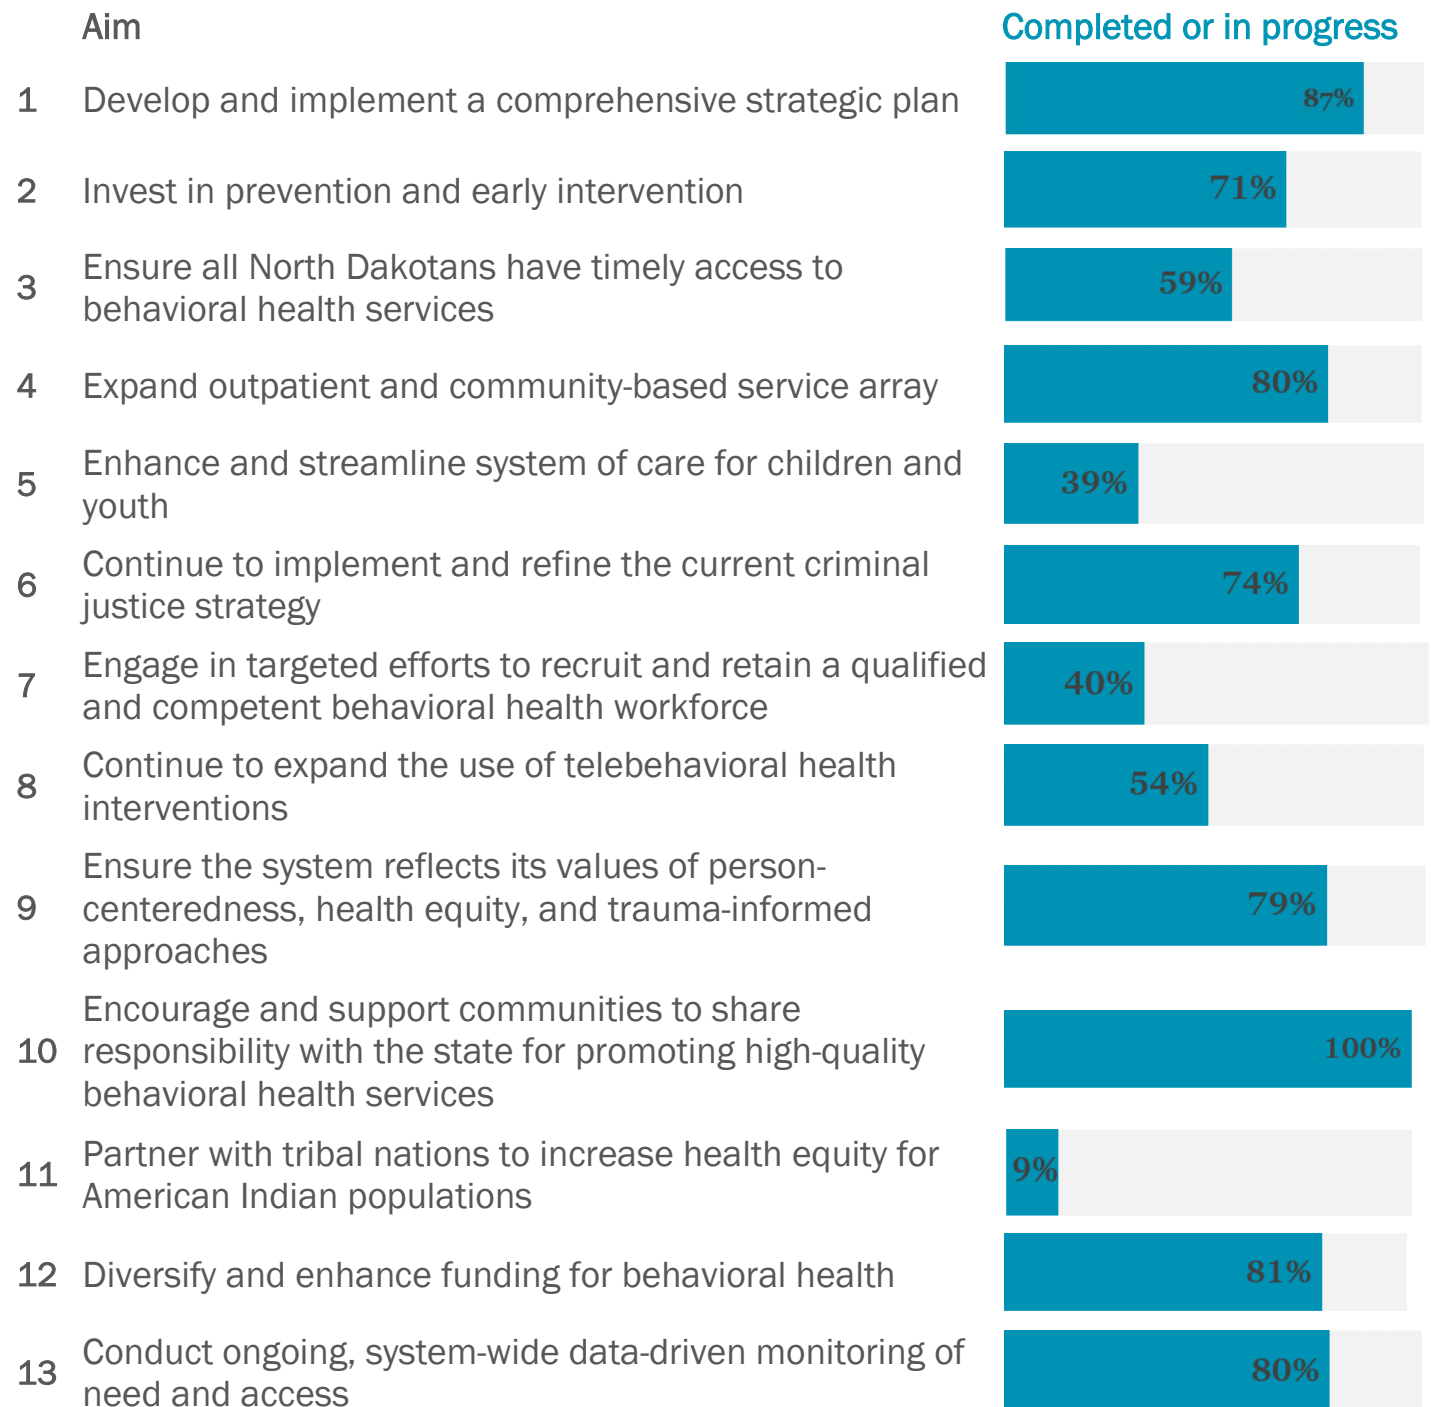 Aim Completed or in progress
1 Develop and implement a comprehensive strategic plan 87%
2 Invest in prevention and early intervention 71%
3 Ensure all North Dakotans have timely access to
behavioral health services 59%
4 Expand outpatient and community-based service array 80%
5 Enhance and streamline system of care for children and
youth 39%
6 Continue to implement and refine the current criminal
justice strategy 74%
7 Engage in targeted efforts to recruit and retain a qualified
and competent behavioral health workforce 40%
8 Continue to expand the use of telebehavioral health
interventions 54%
9 Ensure the system reflects its values of person-
centeredness, health equity, and trauma-informed
approaches 79%
10 Encourage and support communities to share
responsibility with the state for promoting high-quality
behavioral health services 100%
11 Partner with tribal nations to increase health equity for
American Indian populations 9%
12 Diversify and enhance funding for behavioral health 81%
13 Conduct ongoing, system-wide data-driven monitoring of
need and access 80%